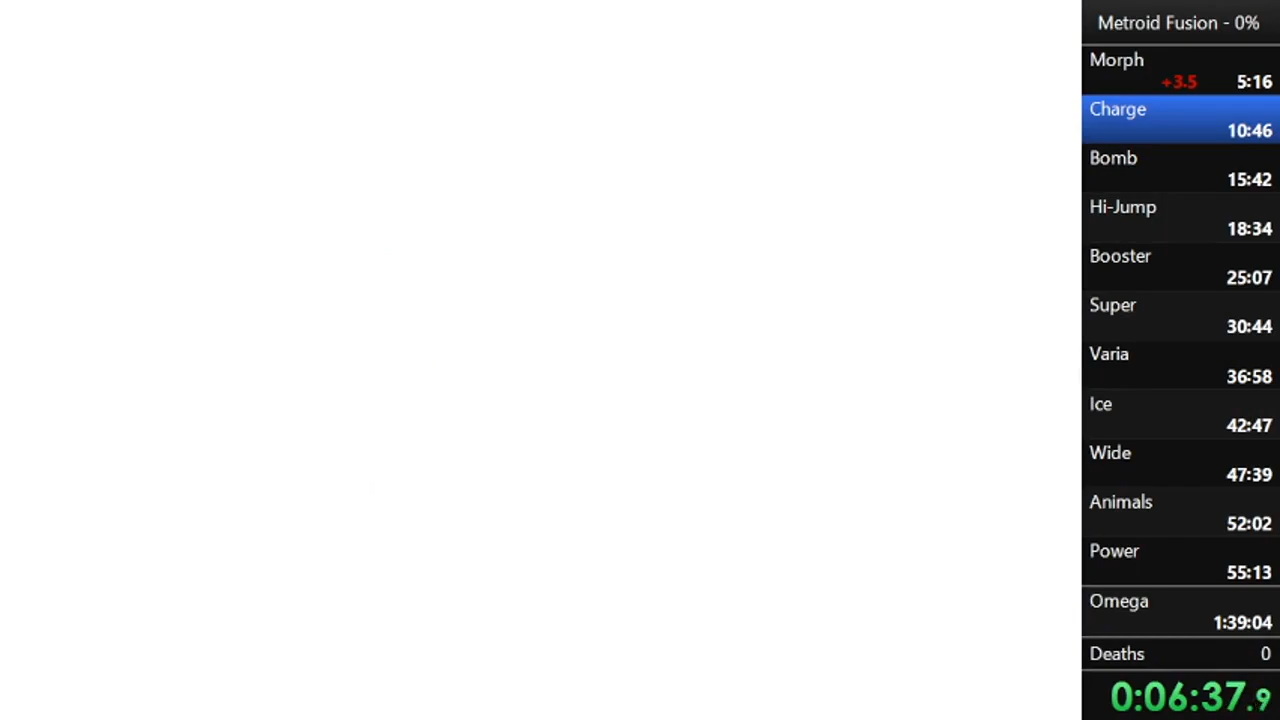 Metroid Fusion - 0%
Morph
+3.5 5:16
Charge
10:46
Bomb
15:42
Hi-Jump
18:34
Booster
25:07
Super
30:44
Varia
36:58
Ice
42:47
Wide
47:39
Animals
52:02
Power
55:13
Omega
1:39:04
Deaths 0
0:06:37.9